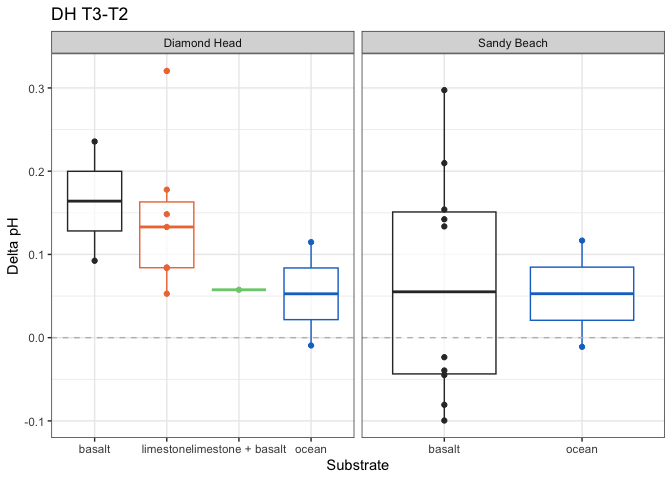 DH T3-T2
Diamond Head
Sandy Beach
0.3
0.2
0.1
0.0
-0.1
Delta pH
basalt limestone limestone + basalt ocean basalt ocean
Substrate